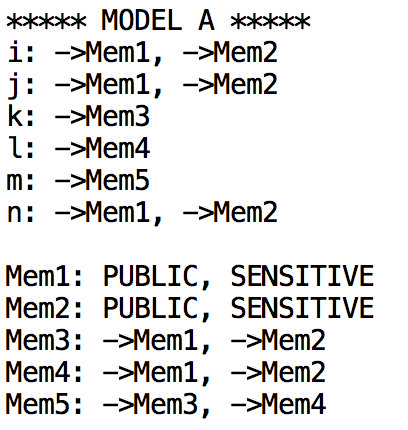 ***** MODEL A *****
i: ->Mem1, ->Mem2
j: ->Mem1, ->Mem2
k: ->Mem3
l: ->Mem4
m: ->Mem5
n: ->Mem1, ->Mem2
Mem1: PUBLIC, SENSITIVE
Mem2: PUBLIC, SENSITIVE
Mem3: ->Mem1, ->Mem2
Mem4: ->Mem1, ->Mem2
Mem5: ->Mem3, ->Mem4